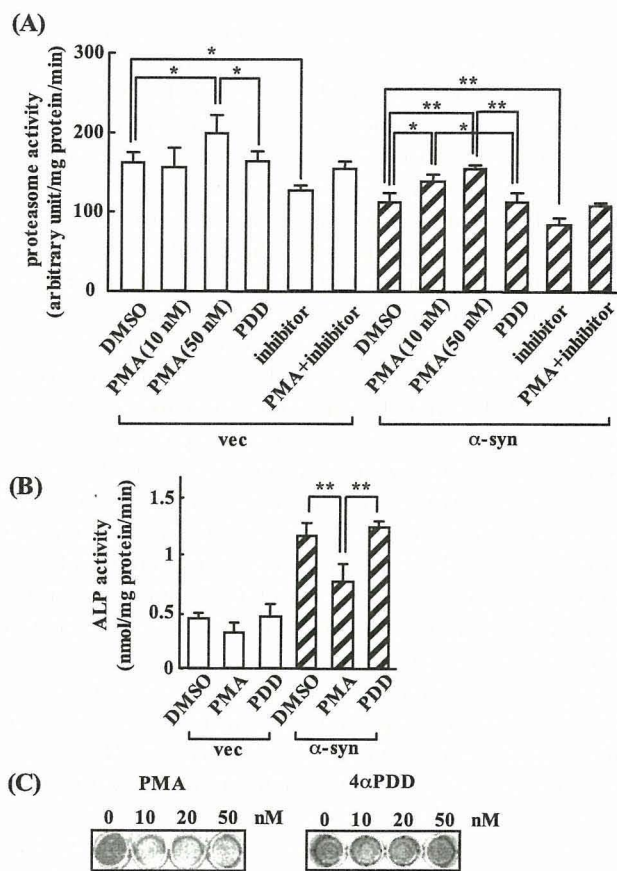 (A)
proteasome activity
(arbitrary unit/mg protein/min)
300
200
100
0
* * *
** ** ** * *
DMSO PMA(10 nM) PMA(50 nM) PDD inhibitor PMA+inhibitor DMSO PMA(10 nM) PMA(50 nM) PDD inhibitor PMA+inhibitor
vec α-syn
(B)
ALP activity
(nmol/mg protein/min)
1.5
1
0.5
0
** **
DMSO PMA PDD DMSO PMA PDD
vec α-syn
(C) PMA 4αPDD
0 10 20 50 nM 0 10 20 50 nM